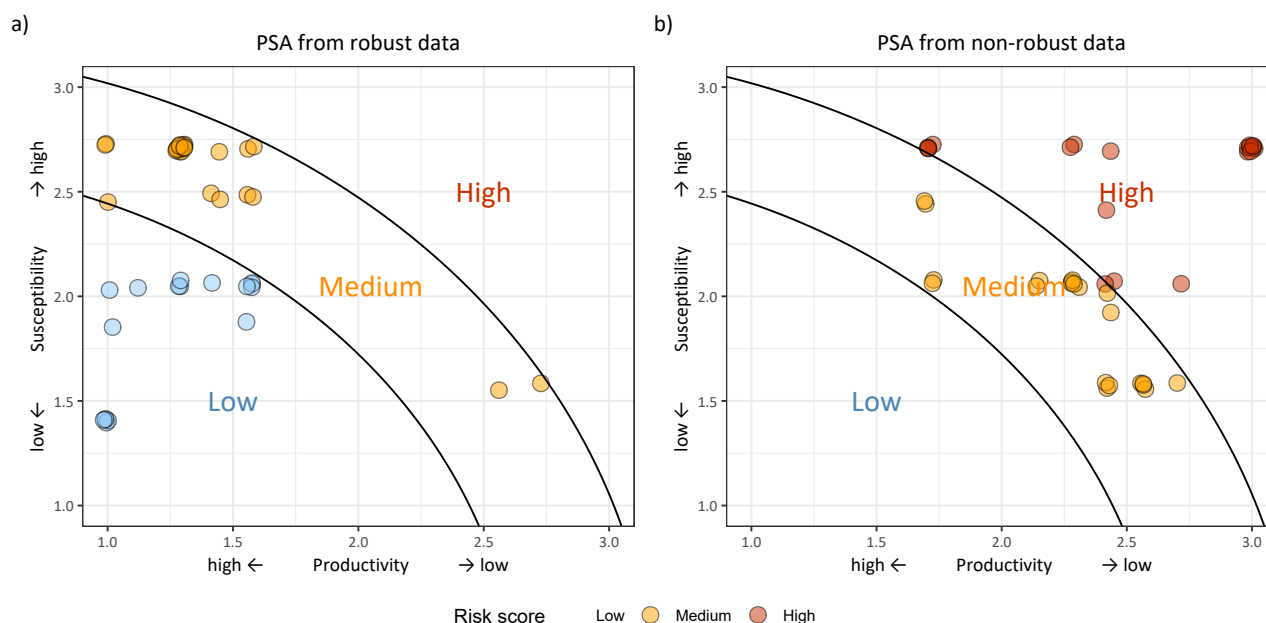 a)
PSA from robust data
3.0
2.5
2.0
1.5
1.0
low ← Susceptibility → high
High
Medium
Low
1.0 1.5 2.0 2.5 3.0
high ← Productivity → low
b)
PSA from non-robust data
3.0
2.5
2.0
1.5
1.0
low ← Susceptibility → high
High
Medium
Low
1.0 1.5 2.0 2.5 3.0
high ← Productivity → low
Risk score Low Medium High